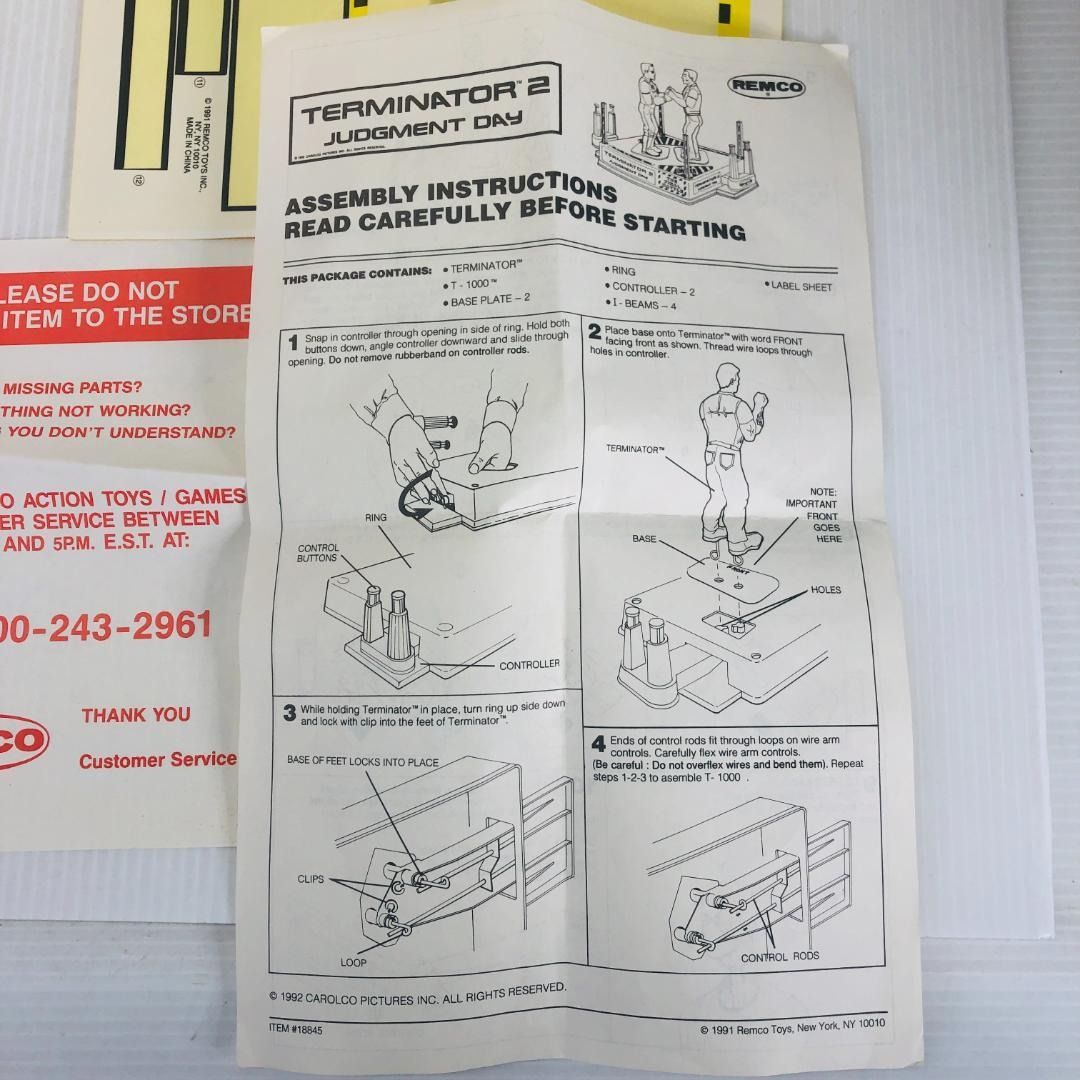 TERMINATOR™ 2
JUDGMENT DAY
REMCO
®
TERMINATOR 2
JUDGMENT DAY
ASSEMBLY INSTRUCTIONS
READ CAREFULLY BEFORE STARTING
THIS PACKAGE CONTAINS:
• TERMINATOR™
• T - 1000™
• BASE PLATE – 2
• RING
• CONTROLLER – 2
• I - BEAMS – 4
• LABEL SHEET
1 Snap in controller through opening in side of ring. Hold both
buttons down, angle controller downward and slide through
opening. Do not remove rubberband on controller rods.
RING
CONTROL
BUTTONS
CONTROLLER
2 Place base onto Terminator™ with word FRONT
facing front as shown. Thread wire loops through
holes in controller.
TERMINATOR™
NOTE:
IMPORTANT
FRONT
GOES
HERE
BASE
FRONT
HOLES
3 While holding Terminator™ in place, turn ring up side down
and lock with clip into the feet of Terminator™.
BASE OF FEET LOCKS INTO PLACE
CLIPS
LOOP
4 Ends of control rods fit through loops on wire arm
controls. Carefully flex wire arm controls.
(Be careful : Do not overflex wires and bend them). Repeat
steps 1-2-3 to asemble T- 1000 .
CONTROL RODS
© 1992 CAROLCO PICTURES INC. ALL RIGHTS RESERVED.
ITEM #18845
© 1991 Remco Toys, New York, NY 10010
11
© 1991 REMCO TOYS INC.,
NY, NY 10010
MADE IN CHINA
12
LEASE DO NOT
ITEM TO THE STORE
MISSING PARTS?
THING NOT WORKING?
YOU DON'T UNDERSTAND?
O ACTION TOYS / GAMES
ER SERVICE BETWEEN
AND 5P.M. E.S.T. AT:
00-243-2961
CO
THANK YOU
Customer Service